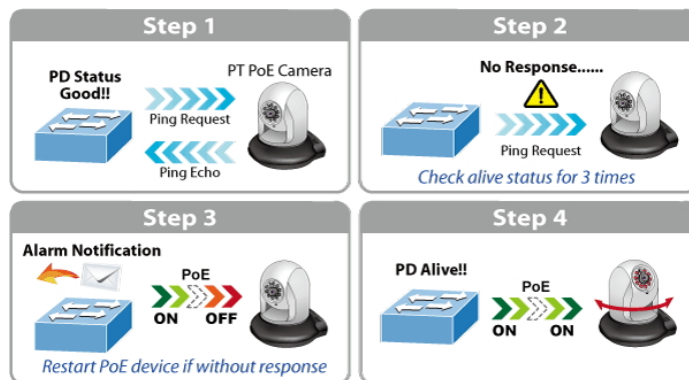 Step 1
PD Status
Good!!
PT PoE Camera
Ping Request
Ping Echo
Step 2
No Response......
Ping Request
Check alive status for 3 times
Step 3
Alarm Notification
PoE
ON OFF
Restart PoE device if without response
Step 4
PD Alive!!
PoE
ON ON